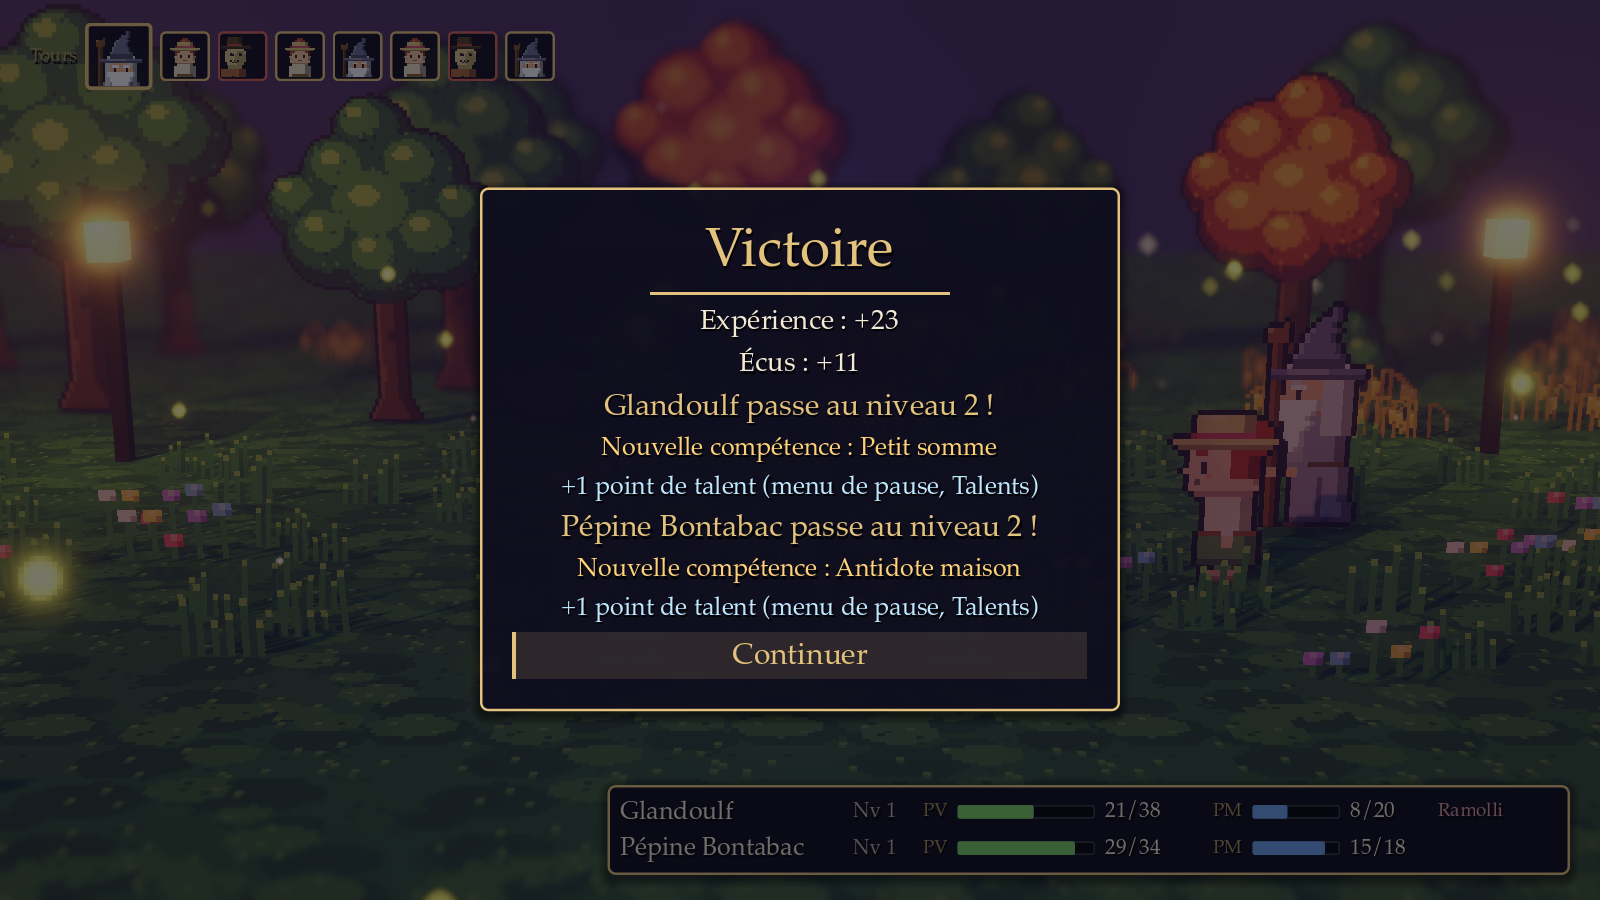 Tours
Victoire
Expérience : +23
Écus : +11
Glandoulf passe au niveau 2 !
Nouvelle compétence : Petit somme
+1 point de talent (menu de pause, Talents)
Pépine Bontabac passe au niveau 2 !
Nouvelle compétence : Antidote maison
+1 point de talent (menu de pause, Talents)
Continuer
Glandoulf Nv 1 PV 21/38 PM 8/20 Ramolli
Pépine Bontabac Nv 1 PV 29/34 PM 15/18